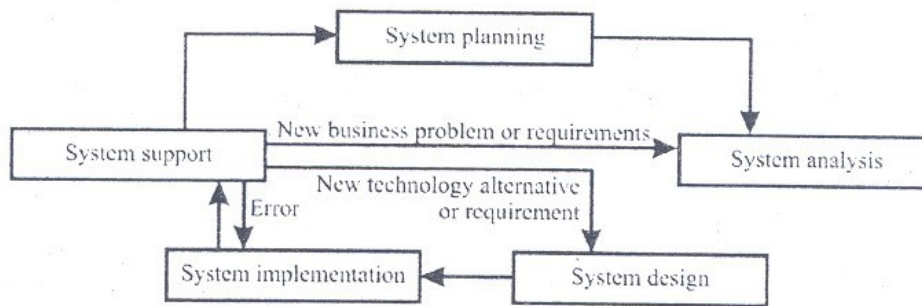 System planning
New business problem or requirements
System support
System analysis
New technology alternative
or requirement
Error
System implementation
System design